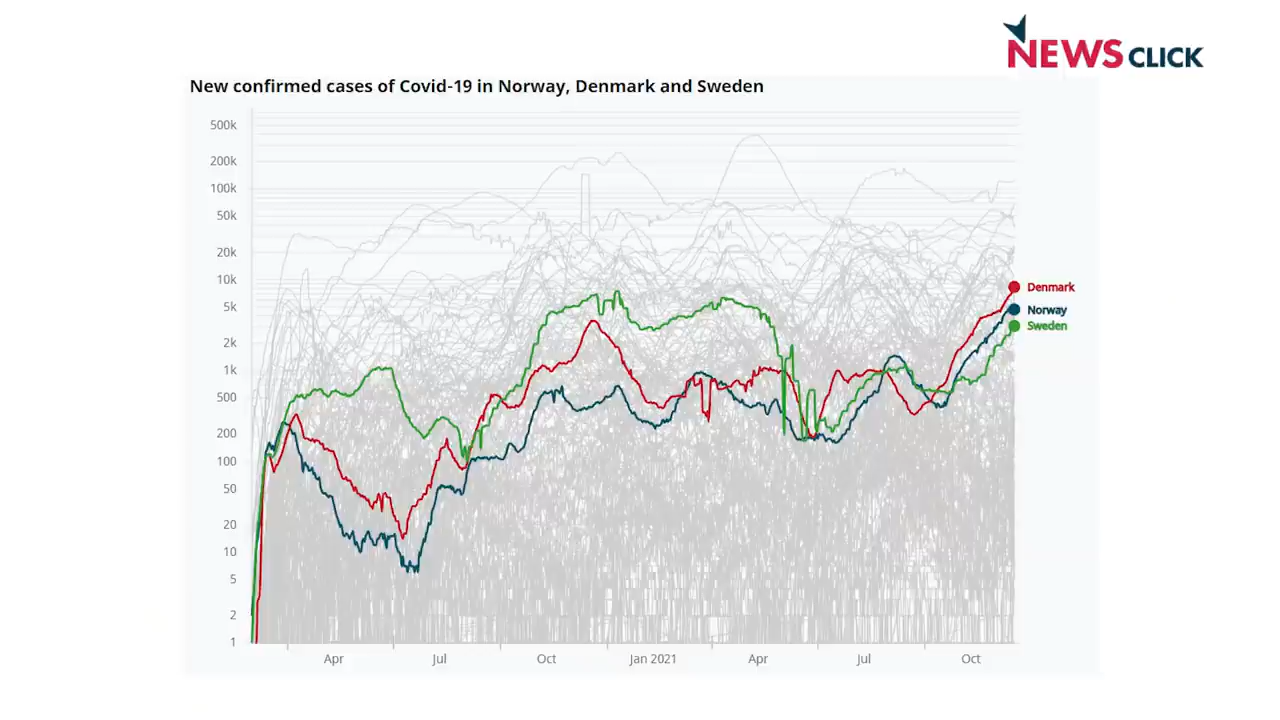 NEWS CLICK
New confirmed cases of Covid-19 in Norway, Denmark and Sweden
500k
200k
100k
50k
20k
10k
5k
2k
1k
500
200
100
50
20
10
5
2
1
Denmark
Norway
Sweden
Apr Jul Oct Jan 2021 Apr Jul Oct